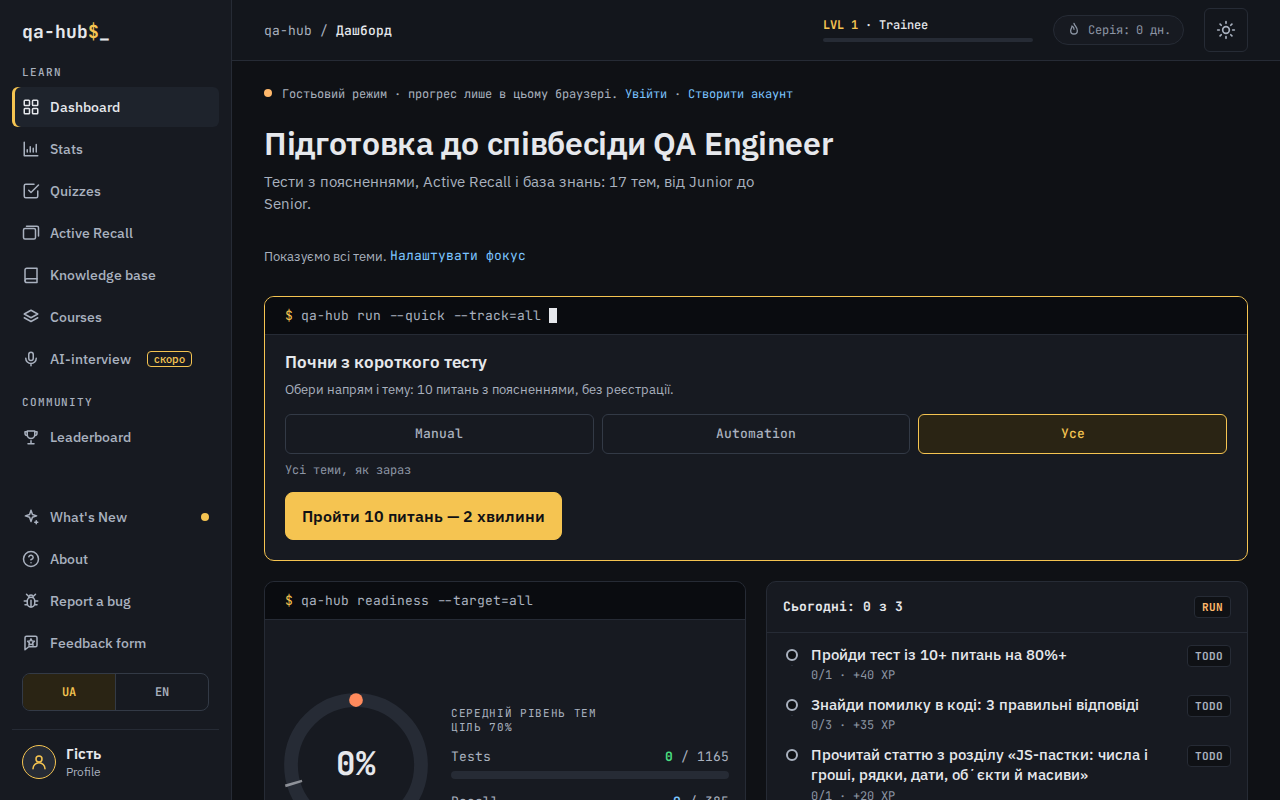 qa-hub$_
LEARN
Dashboard
Stats
Quizzes
Active Recall
Knowledge base
Courses
AI-interview скоро
COMMUNITY
Leaderboard
What's New
About
Report a bug
Feedback form
UA EN
Гість
Profile
qa-hub / Дашборд
LVL 1 · Trainee
Серія: 0 дн.
Гостьовий режим · прогрес лише в цьому браузері. Увійти · Створити акаунт
Підготовка до співбесіди QA Engineer
Тести з поясненнями, Active Recall і база знань: 17 тем, від Junior до
Senior.
Показуємо всі теми. Налаштувати фокус
$ qa-hub run --quick --track=all
Почни з короткого тесту
Обери напрям і тему: 10 питань з поясненнями, без реєстрації.
Manual Automation Усе
Усі теми, як зараз
Пройти 10 питань — 2 хвилини
$ qa-hub readiness --target=all
0%
СЕРЕДНІЙ РІВЕНЬ ТЕМ
ЦІЛЬ 70%
Tests 0 / 1165
Recall 0 / 385
Сьогодні: 0 з 3 RUN
Пройди тест із 10+ питань на 80%+ TODO
0/1 · +40 XP
Знайди помилку в коді: 3 правильні відповіді TODO
0/3 · +35 XP
Прочитай статтю з розділу «JS-пастки: числа і TODO
гроші, рядки, дати, обʼєкти й масиви»
0/1 · +20 XP